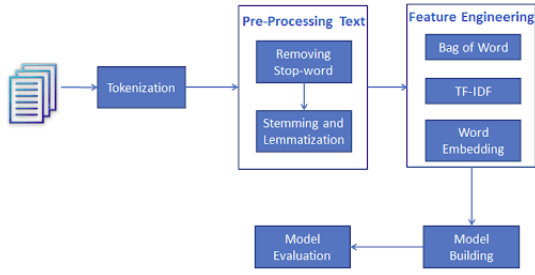 Pre-Processing Text
Feature Engineering
Tokenization
Removing
Stop-word
Stemming and
Lemmatization
Bag of Word
TF-IDF
Word
Embedding
Model
Building
Model
Evaluation